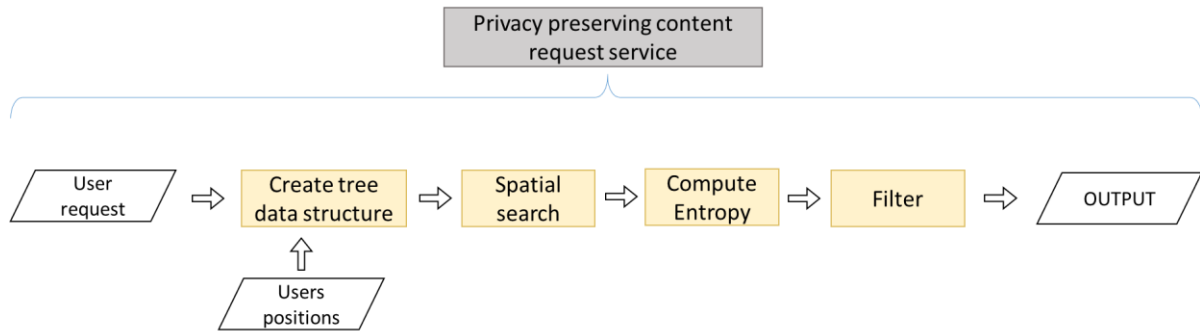 Privacy preserving content
request service
User
request
Create tree
data structure
Spatial
search
Compute
Entropy
Filter
OUTPUT
Users
positions